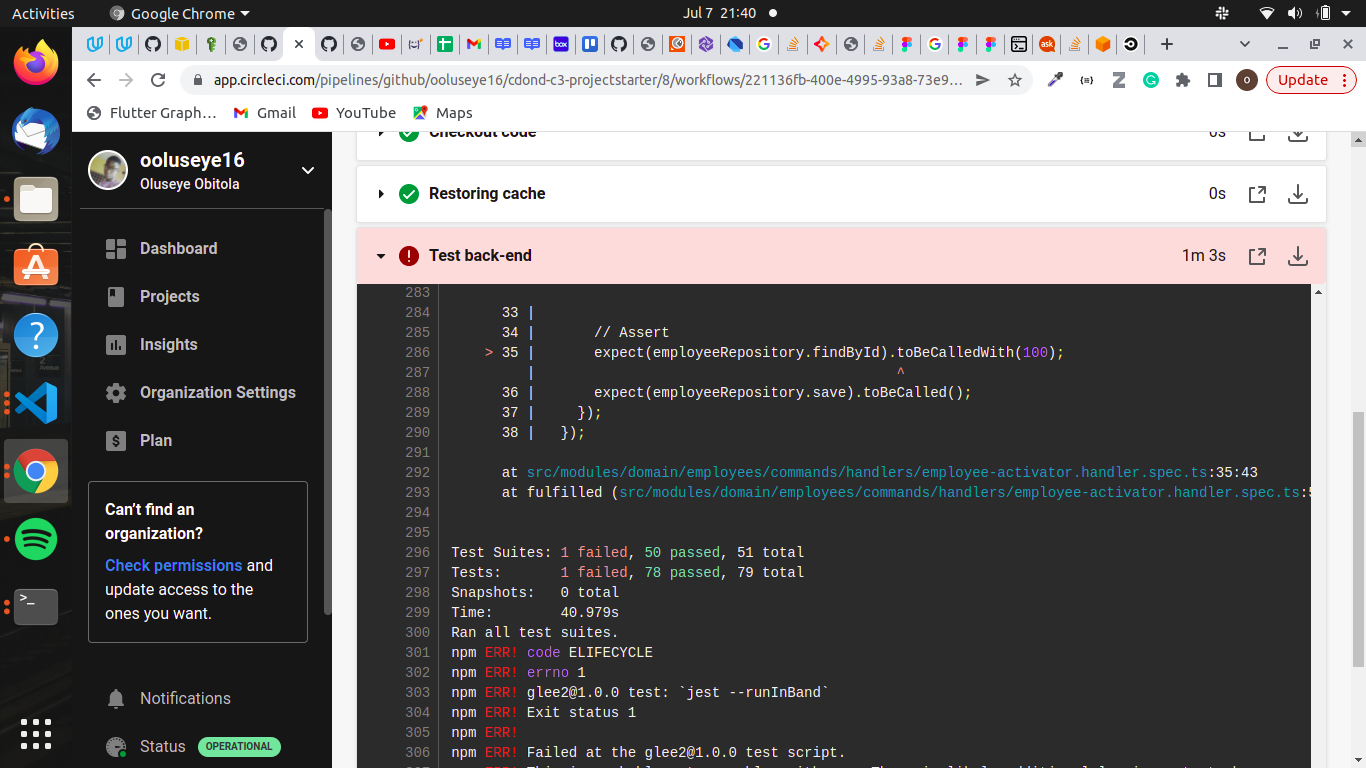 Activities
Google Chrome
Jul 7 21:40
app.circleci.com/pipelines/github/ooluseye16/cdond-c3-projectstarter/8/workflows/221136fb-400e-4995-93a8-73e9…
Update
Flutter Graph…
Gmail
YouTube
Maps
ooluseye16
Oluseye Obitola
Dashboard
Projects
Insights
Organization Settings
Plan
Can't find an
organization?
Check permissions and
update access to the
ones you want.
Notifications
Status OPERATIONAL
Checkout code 0s
Restoring cache 0s
Test back-end 1m 3s
283
284 33 |
285 34 | // Assert
286 > 35 | expect(employeeRepository.findById).toBeCalledWith(100);
287 | ^
288 36 | expect(employeeRepository.save).toBeCalled();
289 37 | });
290 38 | });
291
292 at src/modules/domain/employees/commands/handlers/employee-activator.handler.spec.ts:35:43
293 at fulfilled (src/modules/domain/employees/commands/handlers/employee-activator.handler.spec.ts:5
294
295
296 Test Suites: 1 failed, 50 passed, 51 total
297 Tests: 1 failed, 78 passed, 79 total
298 Snapshots: 0 total
299 Time: 40.979s
300 Ran all test suites.
301 npm ERR! code ELIFECYCLE
302 npm ERR! errno 1
303 npm ERR! glee2@1.0.0 test: `jest --runInBand`
304 npm ERR! Exit status 1
305 npm ERR!
306 npm ERR! Failed at the glee2@1.0.0 test script.